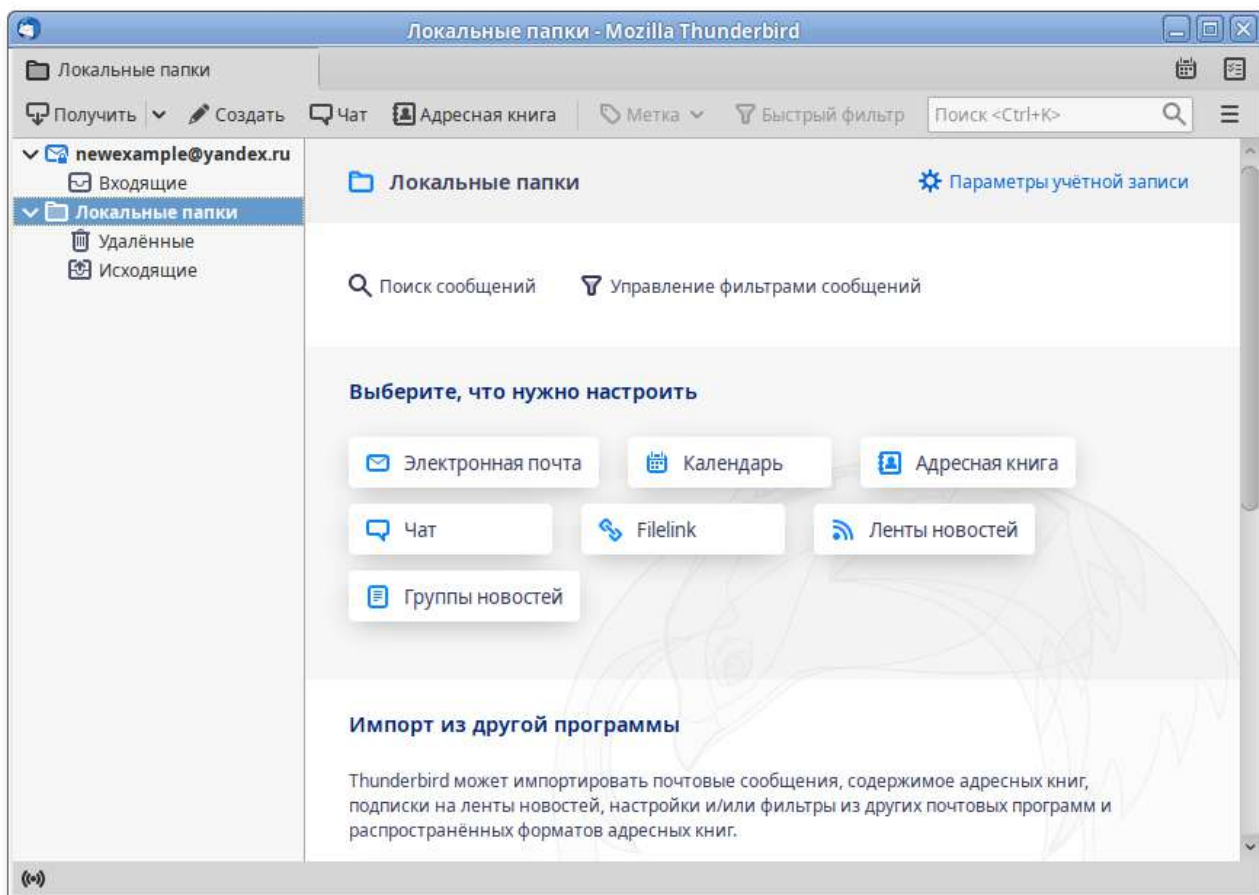 Локальные папки - Mozilla Thunderbird
Локальные папки
Получить Создать Чат Адресная книга Метка Быстрый фильтр Поиск <Ctrl+K>
newexample@yandex.ru
Входящие
Локальные папки
Удалённые
Исходящие
Локальные папки Параметры учётной записи
Поиск сообщений Управление фильтрами сообщений
Выберите, что нужно настроить
Электронная почта Календарь Адресная книга
Чат Filelink Ленты новостей
Группы новостей
Импорт из другой программы
Thunderbird может импортировать почтовые сообщения, содержимое адресных книг,
подписки на ленты новостей, настройки и/или фильтры из других почтовых программ и
распространённых форматов адресных книг.